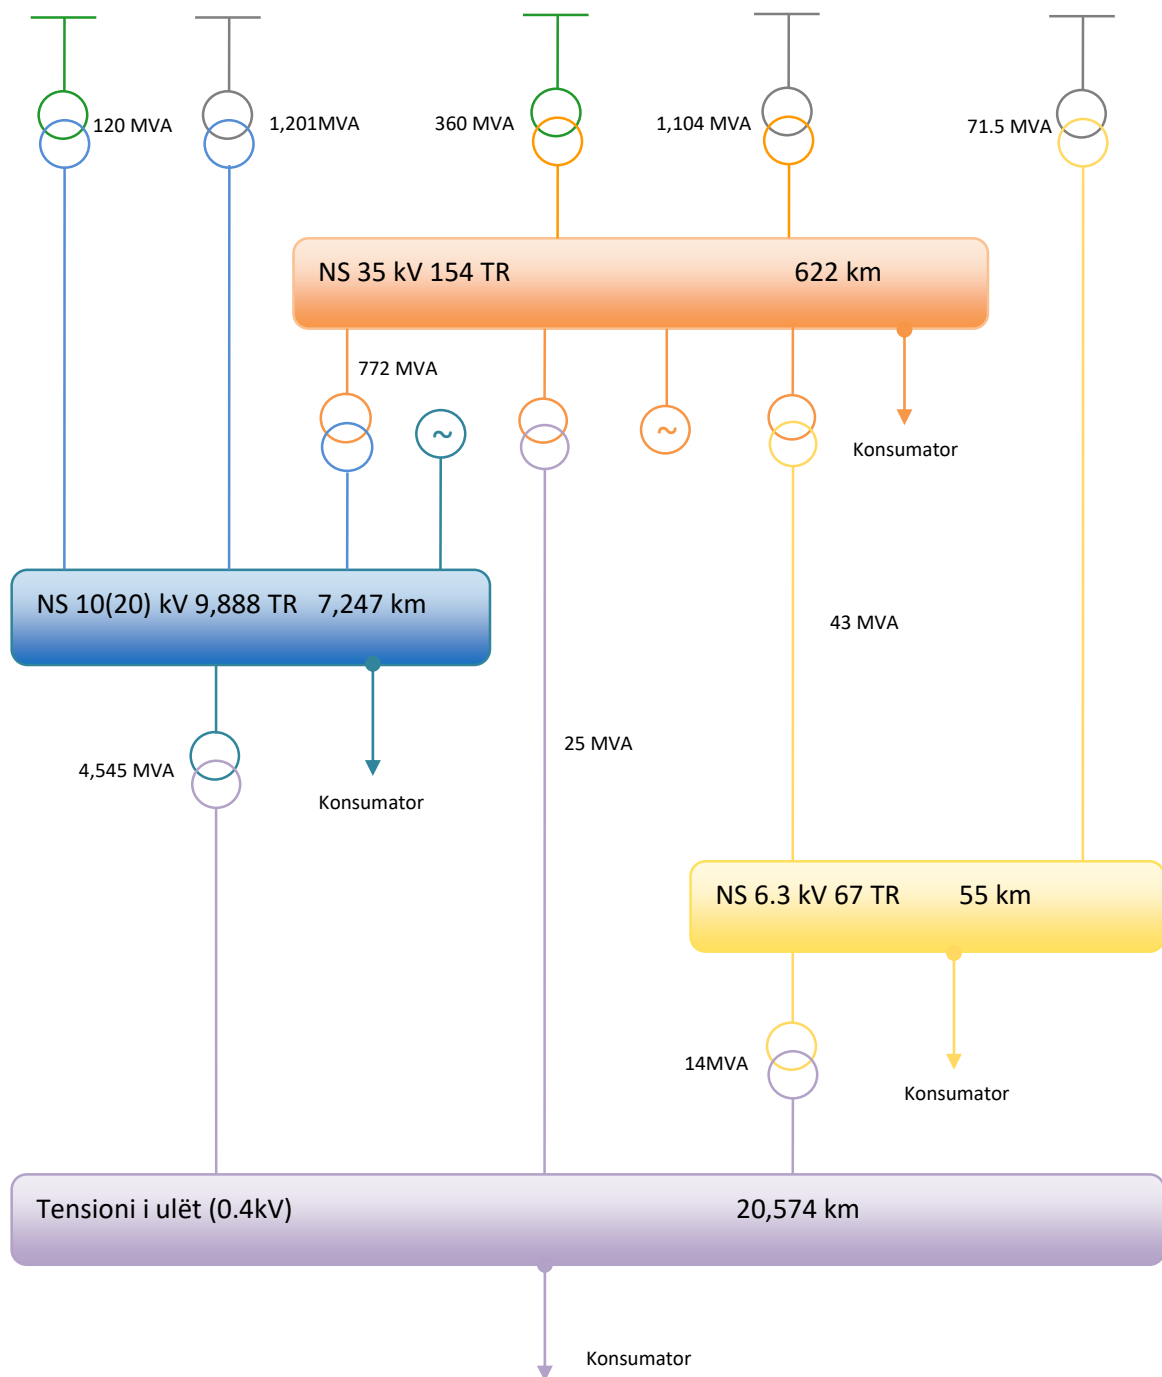 120 MVA
1,201MVA
360 MVA
1,104 MVA
71.5 MVA
NS 35 kV 154 TR 622 km
772 MVA
~
~
Konsumator
NS 10(20) kV 9,888 TR 7,247 km
43 MVA
25 MVA
4,545 MVA
Konsumator
NS 6.3 kV 67 TR 55 km
14MVA
Konsumator
Tensioni i ulët (0.4kV) 20,574 km
Konsumator